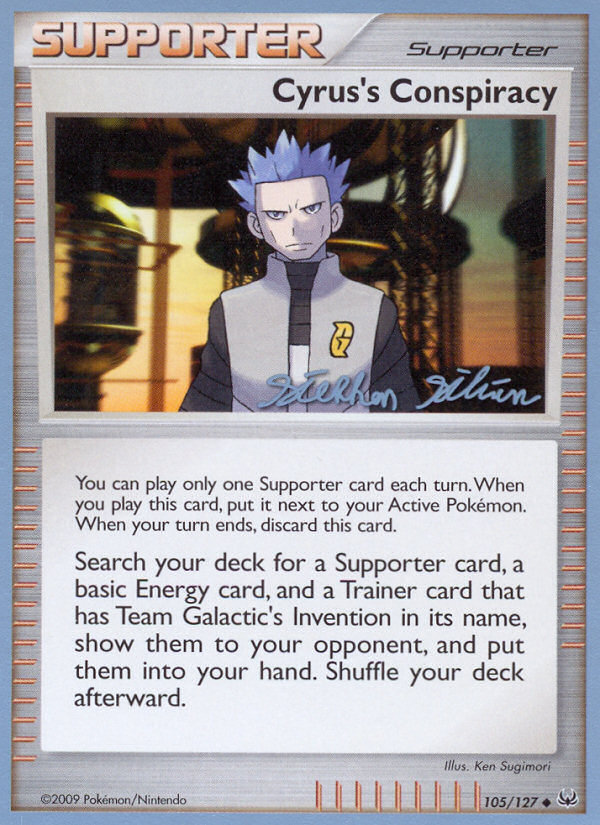 SUPPORTER
Supporter
Cyrus's Conspiracy
G
Stekhon Silvin
You can play only one Supporter card each turn. When
you play this card, put it next to your Active Pokémon.
When your turn ends, discard this card.
Search your deck for a Supporter card, a
basic Energy card, and a Trainer card that
has Team Galactic's Invention in its name,
show them to your opponent, and put
them into your hand. Shuffle your deck
afterward.
Illus. Ken Sugimori
©2009 Pokémon/Nintendo
105/127